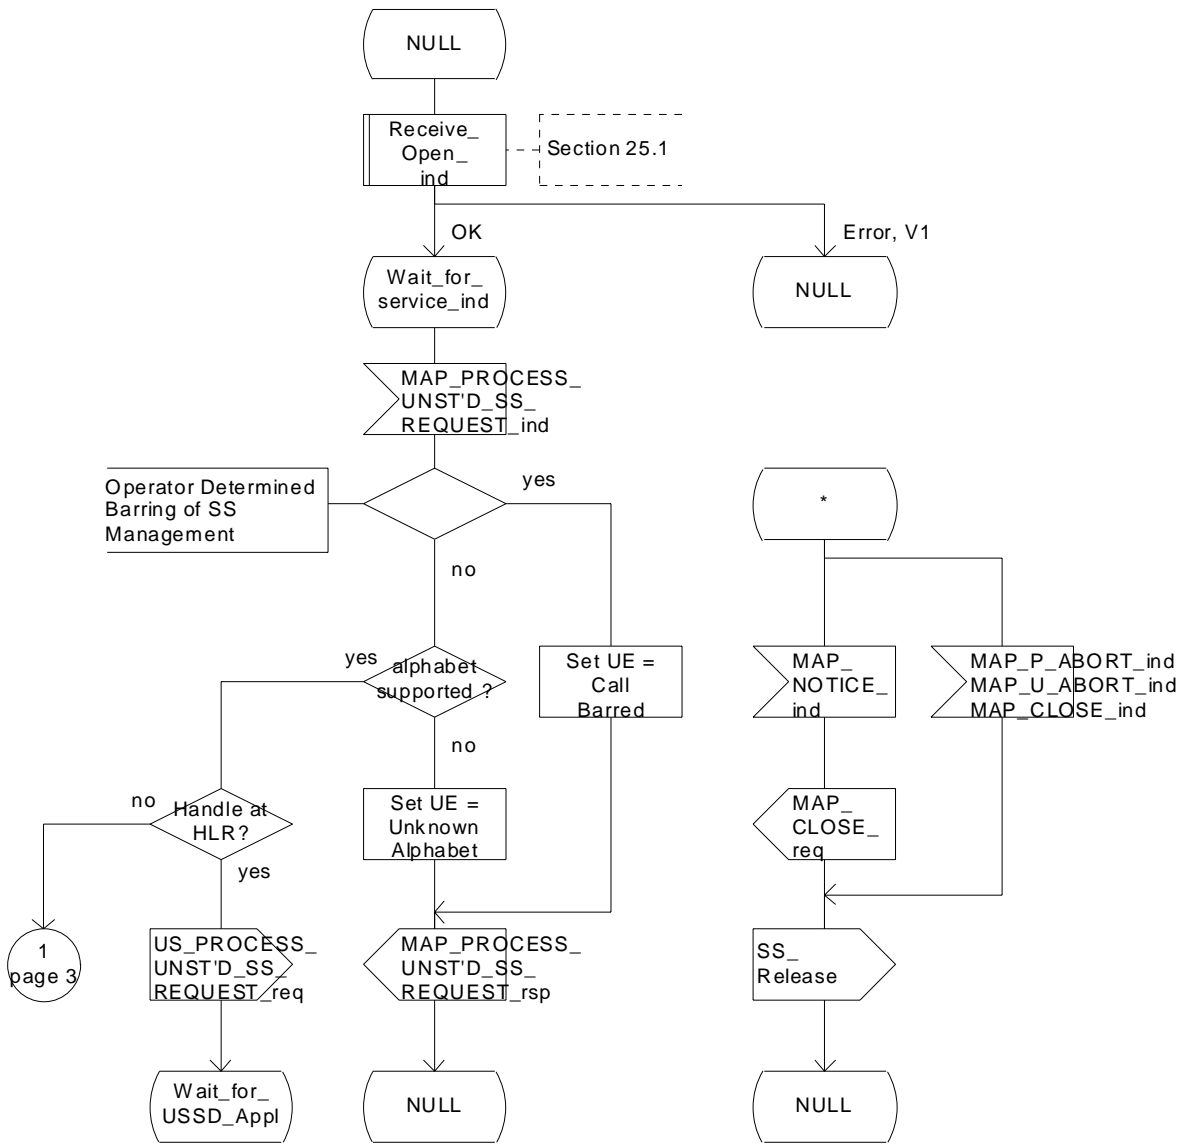 NULL
Receive_
Open_
ind
Section 25.1
OK
Error, V1
Wait_for_
service_ind
NULL
MAP_PROCESS_
UNST'D_SS_
REQUEST_ind
Operator Determined
Barring of SS
Management
yes
no
*
yes
alphabet
supported ?
no
Set UE =
Call
Barred
MAP_
NOTICE_
ind
MAP_P_ABORT_ind
MAP_U_ABORT_ind
MAP_CLOSE_ind
no
Handle at
HLR?
yes
Set UE =
Unknown
Alphabet
MAP_
CLOSE_
req
1
page 3
US_PROCESS_
UNST'D_SS_
REQUEST_req
MAP_PROCESS_
UNST'D_SS_
REQUEST_rsp
SS_
Release
Wait_for_
USSD_Appl
NULL
NULL